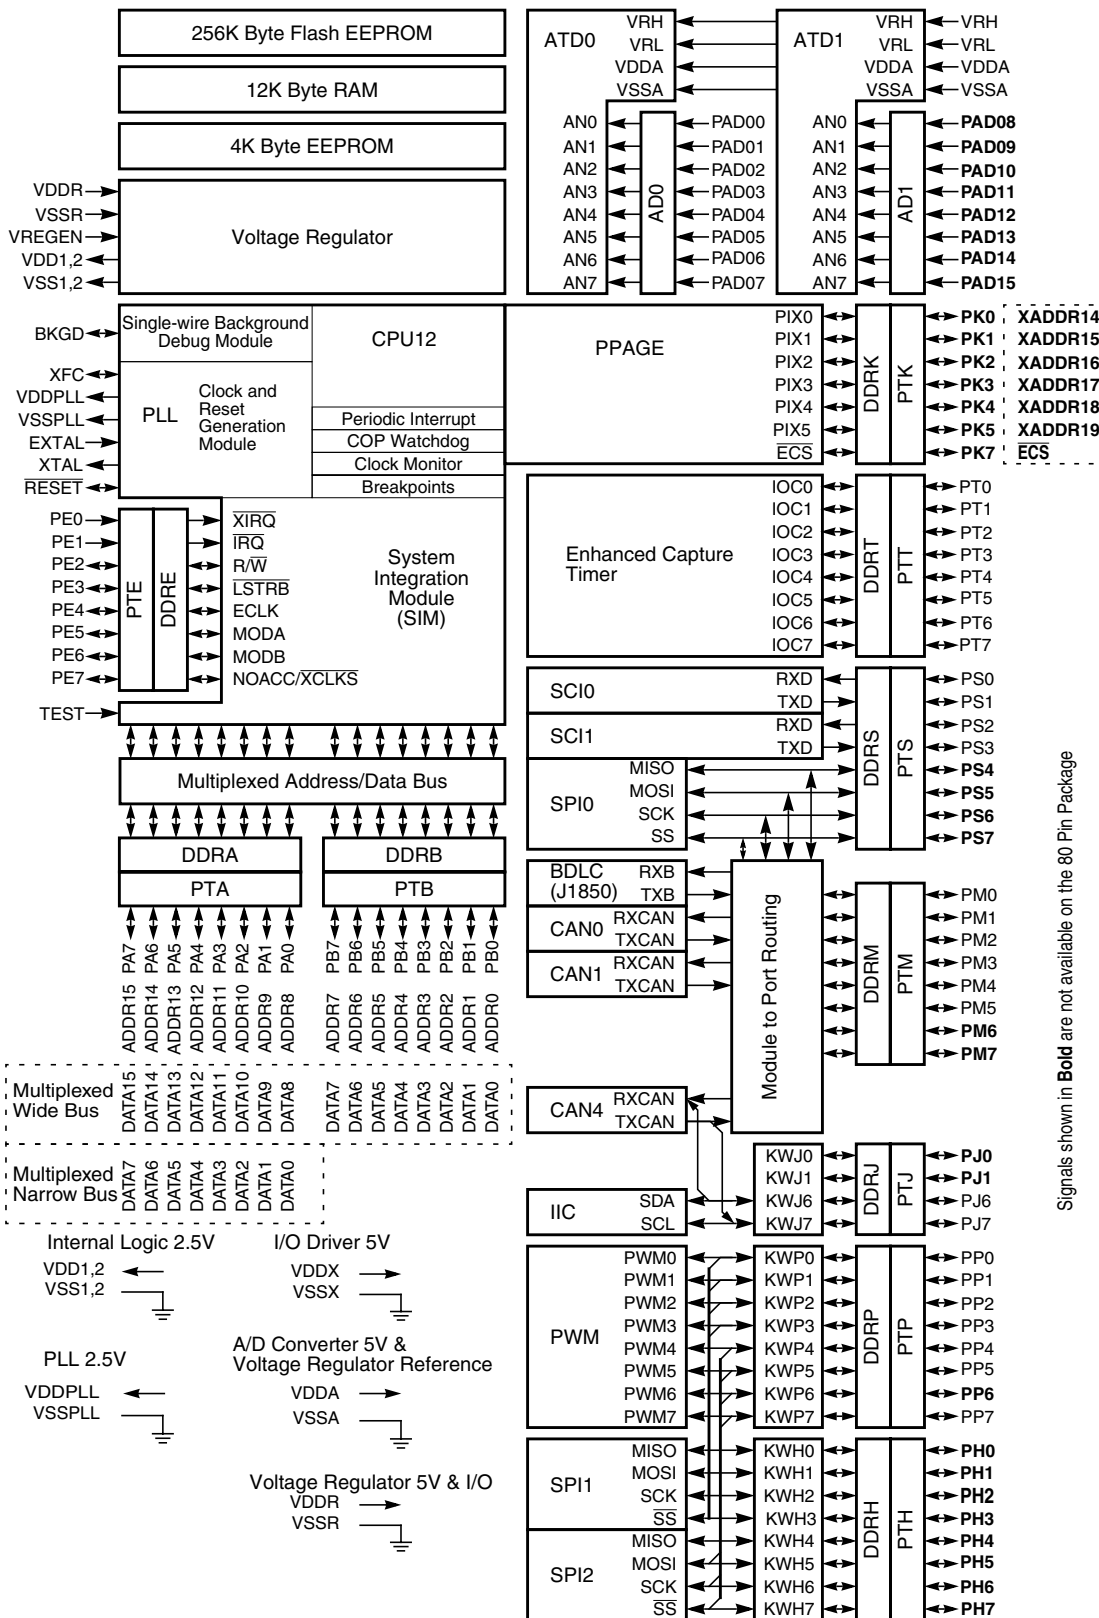 256K Byte Flash EEPROM
12K Byte RAM
4K Byte EEPROM
VDDR
VSSR
VREGEN
VDD1,2
VSS1,2
Voltage Regulator
ATD0
VRH
VRL
VDDA
VSSA
AN0
AN1
AN2
AN3
AN4
AN5
AN6
AN7
AD0
PAD00
PAD01
PAD02
PAD03
PAD04
PAD05
PAD06
PAD07
ATD1
VRH
VRL
VDDA
VSSA
VRH
VRL
VDDA
VSSA
AN0
AN1
AN2
AN3
AN4
AN5
AN6
AN7
AD1
PAD08
PAD09
PAD10
PAD11
PAD12
PAD13
PAD14
PAD15
BKGD
XFC
VDDPLL
VSSPLL
EXTAL
XTAL
RESET
Single-wire Background
Debug Module
CPU12
PLL
Clock and
Reset
Generation
Module
Periodic Interrupt
COP Watchdog
Clock Monitor
Breakpoints
PPAGE
PIX0
PIX1
PIX2
PIX3
PIX4
PIX5
ECS
DDRK
PTK
PK0 XADDR14
PK1 XADDR15
PK2 XADDR16
PK3 XADDR17
PK4 XADDR18
PK5 XADDR19
PK7 ECS
PE0
PE1
PE2
PE3
PE4
PE5
PE6
PE7
TEST
PTE
DDRE
XIRQ
IRQ
R/W
LSTRB
ECLK
MODA
MODB
NOACC/XCLKS
System
Integration
Module
(SIM)
Enhanced Capture
Timer
IOC0
IOC1
IOC2
IOC3
IOC4
IOC5
IOC6
IOC7
DDRT
PTT
PT0
PT1
PT2
PT3
PT4
PT5
PT6
PT7
SCI0
RXD
TXD
SCI1
RXD
TXD
SPI0
MISO
MOSI
SCK
SS
DDRS
PTS
PS0
PS1
PS2
PS3
PS4
PS5
PS6
PS7
Multiplexed Address/Data Bus
DDRA
PTA
DDRB
PTB
PA7
PA6
PA5
PA4
PA3
PA2
PA1
PA0
PB7
PB6
PB5
PB4
PB3
PB2
PB1
PB0
ADDR15
ADDR14
ADDR13
ADDR12
ADDR11
ADDR10
ADDR9
ADDR8
ADDR7
ADDR6
ADDR5
ADDR4
ADDR3
ADDR2
ADDR1
ADDR0
Multiplexed
Wide Bus
DATA15
DATA14
DATA13
DATA12
DATA11
DATA10
DATA9
DATA8
DATA7
DATA6
DATA5
DATA4
DATA3
DATA2
DATA1
DATA0
Multiplexed
Narrow Bus
DATA7
DATA6
DATA5
DATA4
DATA3
DATA2
DATA1
DATA0
BDLC
(J1850)
RXB
TXB
CAN0
RXCAN
TXCAN
CAN1
RXCAN
TXCAN
CAN4
RXCAN
TXCAN
Module to Port Routing
DDRM
PTM
PM0
PM1
PM2
PM3
PM4
PM5
PM6
PM7
IIC
SDA
SCL
KWJ0
KWJ1
KWJ6
KWJ7
DDRJ
PTJ
PJ0
PJ1
PJ6
PJ7
PWM
PWM0
PWM1
PWM2
PWM3
PWM4
PWM5
PWM6
PWM7
KWP0
KWP1
KWP2
KWP3
KWP4
KWP5
KWP6
KWP7
DDRP
PTP
PP0
PP1
PP2
PP3
PP4
PP5
PP6
PP7
SPI1
MISO
MOSI
SCK
SS
SPI2
MISO
MOSI
SCK
SS
KWH0
KWH1
KWH2
KWH3
KWH4
KWH5
KWH6
KWH7
DDRH
PTH
PH0
PH1
PH2
PH3
PH4
PH5
PH6
PH7
Internal Logic 2.5V
VDD1,2
VSS1,2
I/O Driver 5V
VDDX
VSSX
PLL 2.5V
VDDPLL
VSSPLL
A/D Converter 5V &
Voltage Regulator Reference
VDDA
VSSA
Voltage Regulator 5V & I/O
VDDR
VSSR
Signals shown in Bold are not available on the 80 Pin Package